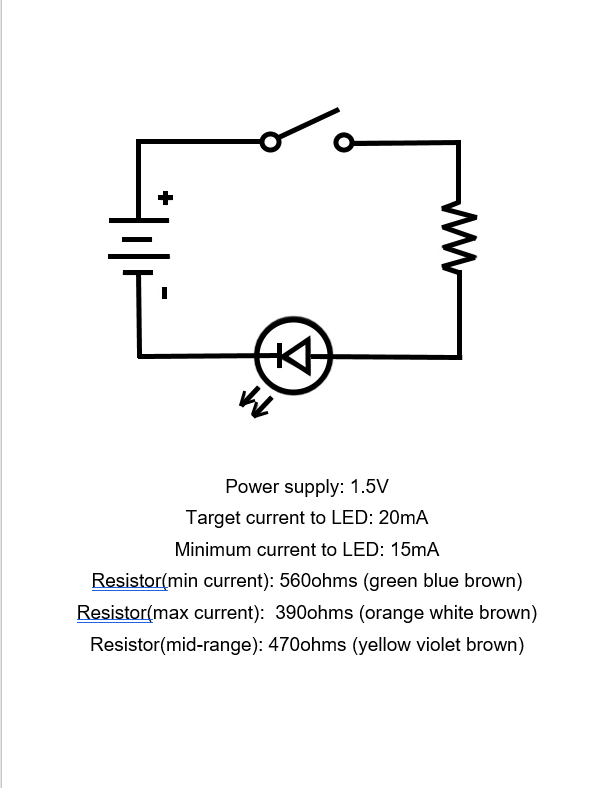 +
-
Power supply: 1.5V
Target current to LED: 20mA
Minimum current to LED: 15mA
Resistor(min current): 560ohms (green blue brown)
Resistor(max current):  390ohms (orange white brown)
Resistor(mid-range): 470ohms (yellow violet brown)